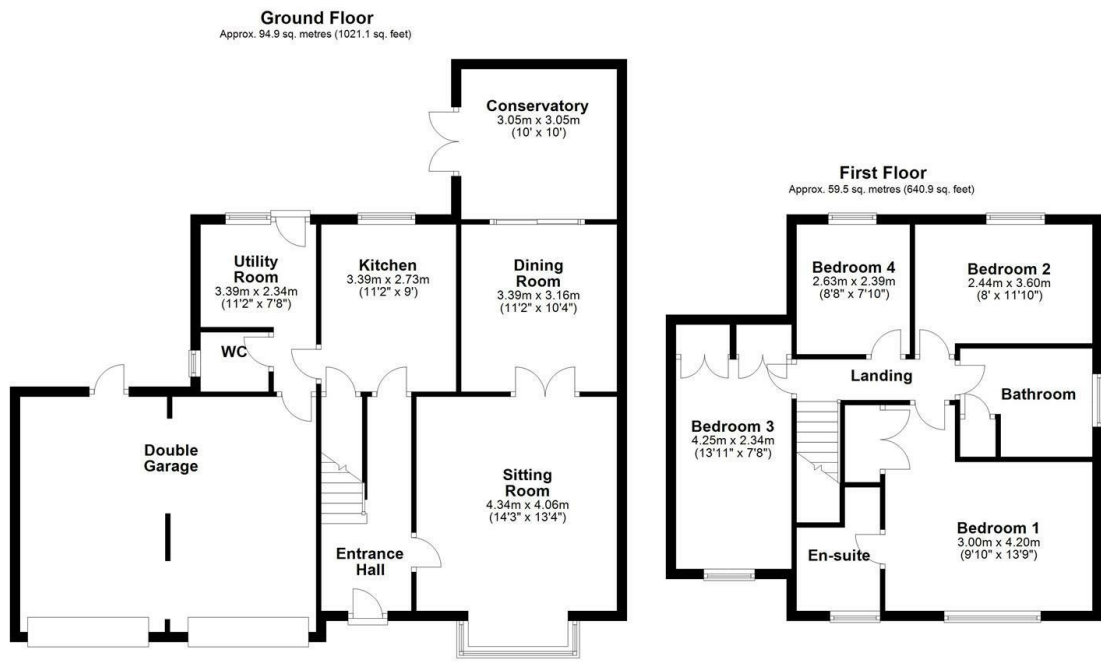 Ground Floor
Approx. 94.9 sq. metres (1021.1 sq. feet)
Conservatory
3.05m x 3.05m
(10' x 10')
Utility
Room
3.39m x 2.34m
(11'2" x 7'8")
Kitchen
3.39m x 2.73m
(11'2" x 9')
Dining
Room
3.39m x 3.16m
(11'2" x 10'4")
WC
Double
Garage
Sitting
Room
4.34m x 4.06m
(14'3" x 13'4")
Entrance
Hall
First Floor
Approx. 59.5 sq. metres (640.9 sq. feet)
Bedroom 4
2.63m x 2.39m
(8'8" x 7'10")
Bedroom 2
2.44m x 3.60m
(8' x 11'10")
Landing
Bathroom
Bedroom 3
4.25m x 2.34m
(13'11" x 7'8")
Bedroom 1
3.00m x 4.20m
(9'10" x 13'9")
En-suite